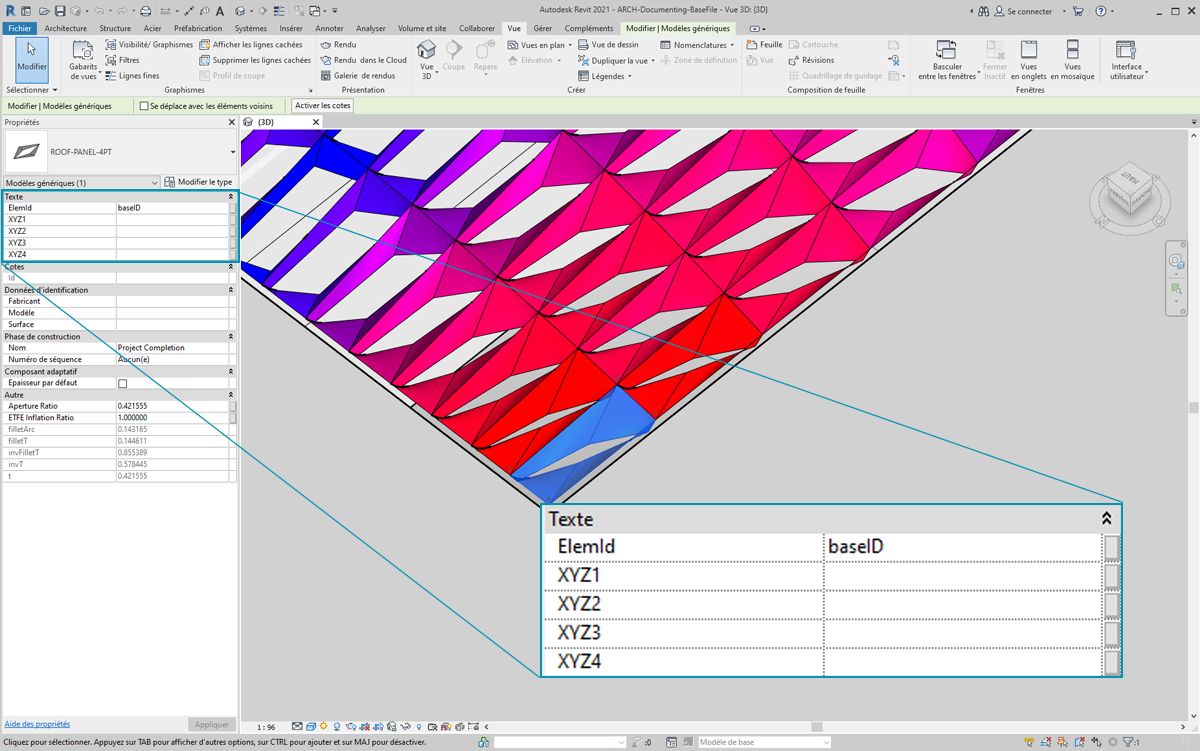 Autodesk Revit 2021 - ARCH-Documenting-BaseFile - Vue 3D: {3D}
Se connecter
Fichier Architecture Structure Acier Préfabrication Systèmes Insérer Annoter Analyser Volume et site Collaborer Vue Gérer Compléments Modifier | Modèles génériques
Modifier
Sélectionner
Gabarits de vues
Visibilité/ Graphismes
Filtres
Lignes fines
Afficher les lignes cachées
Supprimer les lignes cachées
Profil de coupe
Graphismes
Rendu
Rendu dans le Cloud
Galerie de rendus
Présentation
Vue 3D
Coupe
Repère
Vues en plan
Élévation
Vue de dessin
Dupliquer la vue
Légendes
Nomenclatures
Zone de définition
Créer
Feuille
Vue
Cartouche
Révisions
Quadrillage de guidage
Composition de feuille
Basculer entre les fenêtres
Fermer Inactif
Vues en onglets
Vues en mosaïque
Fenêtres
Interface utilisateur
Modifier | Modèles génériques
Se déplace avec les éléments voisins
Activer les cotes
Propriétés
{3D}
ROOF-PANEL-4PT
Modèles génériques (1)
Modifier le type
Texte
ElemId baseID
XYZ1
XYZ2
XYZ3
XYZ4
Cotes
Id
Données d'identification
Fabricant
Modèle
Surface
Phase de construction
Nom Project Completion
Numéro de séquence Aucun(e)
Composant adaptatif
Epaisseur par défaut
Autre
Aperture Ratio 0.421555
ETFE Inflation Ratio 1.000000
filletArc 0.143165
filletT 0.144611
invFilletT 0.855389
invT 0.578445
t 0.421555
HAUT
Texte
ElemId baseID
XYZ1
XYZ2
XYZ3
XYZ4
Aide des propriétés
Appliquer
1 : 96
Cliquez pour sélectionner. Appuyez sur TAB pour afficher d'autres options, sur CTRL pour ajouter et sur MAJ pour désactiver.
:0
Modèle de base
:1